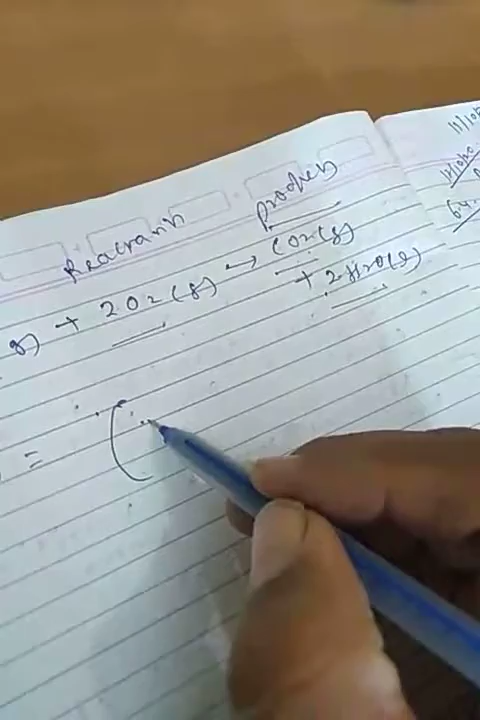 Reactants Products
g) + 2O2(g) → CO2(g)
+ 2H2O(g)
) = (